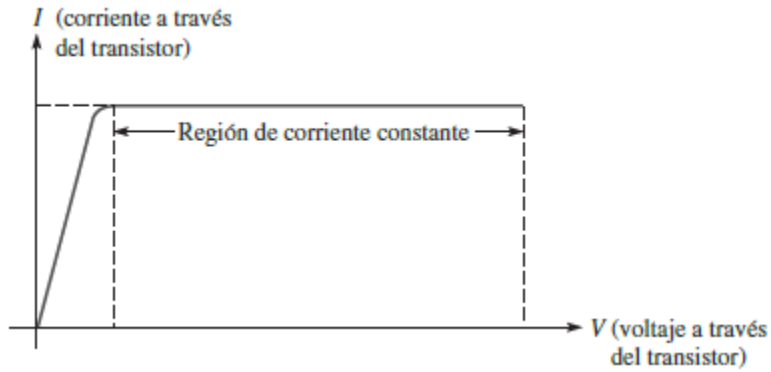 I (corriente a través
del transistor)
Región de corriente constante
V (voltaje a través
del transistor)